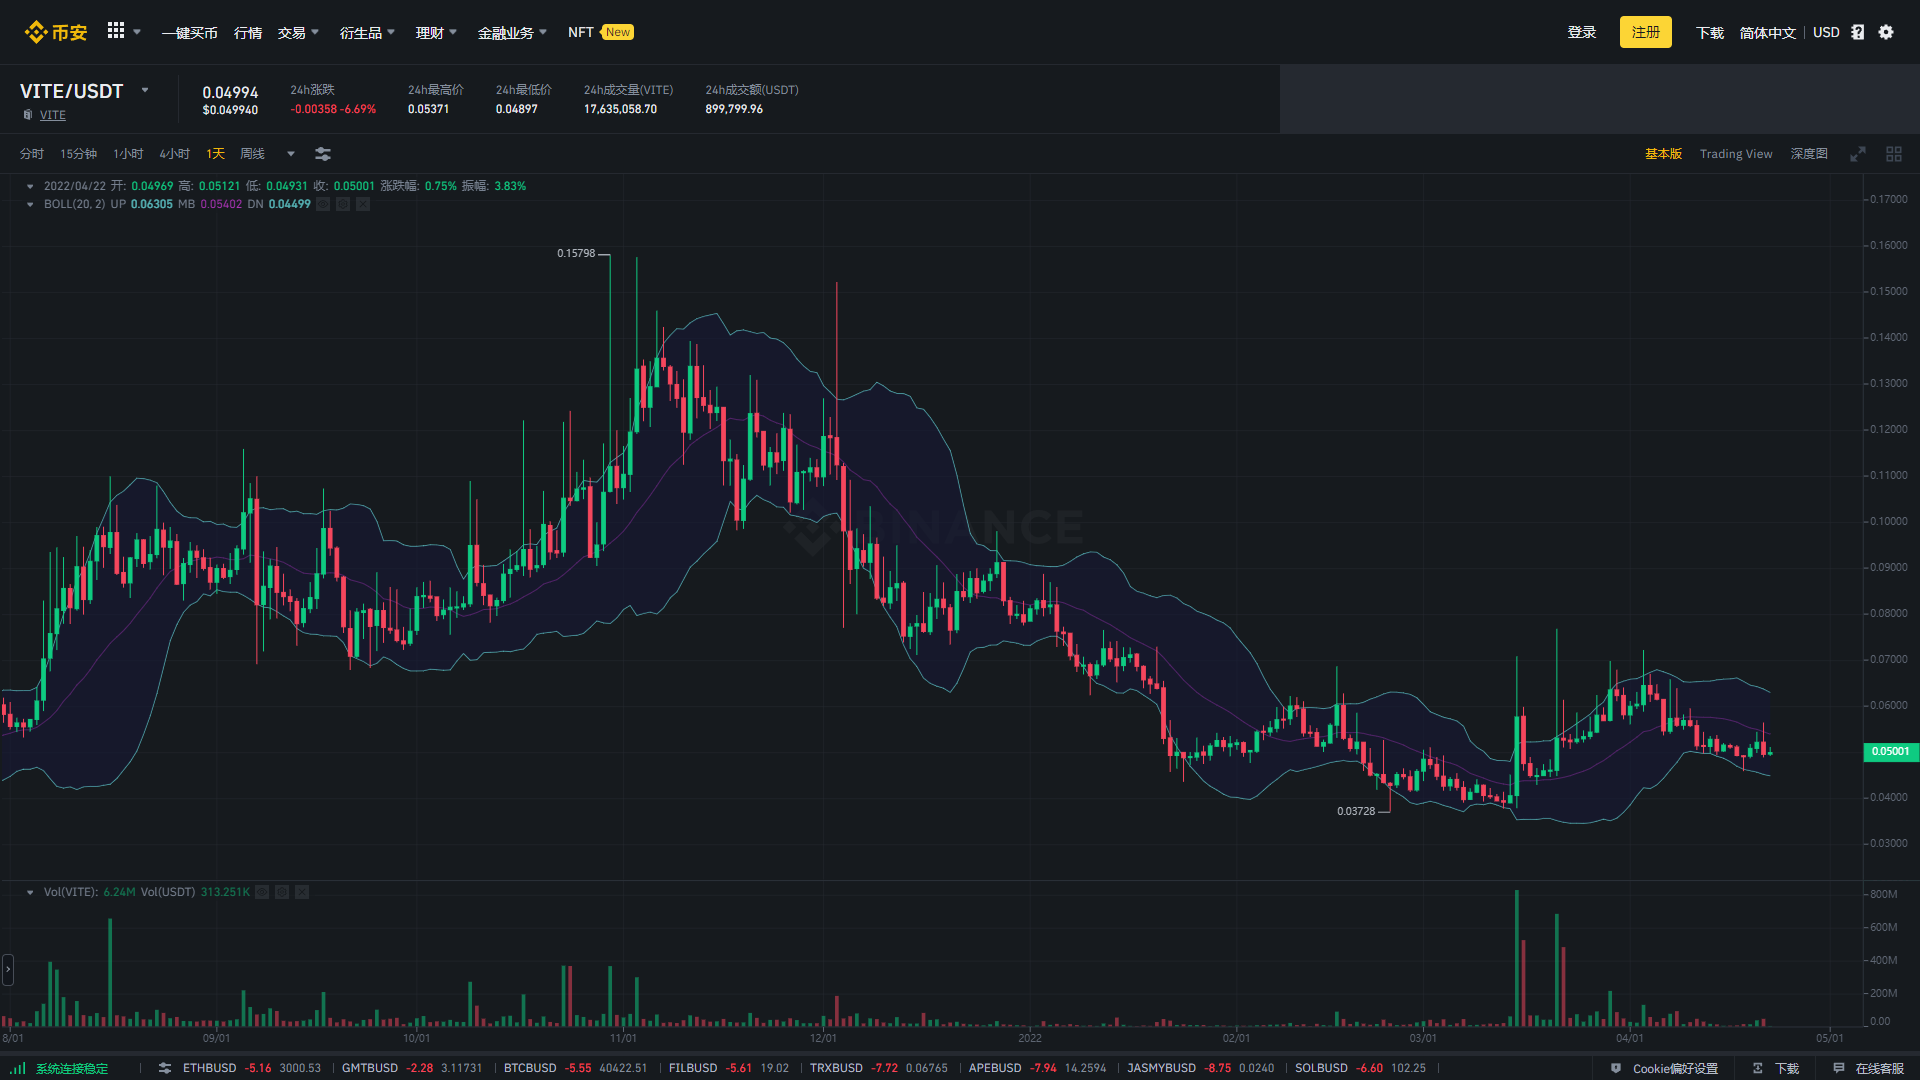 币安 一键买币 行情 交易 衍生品 理财 金融业务 NFT New 登录 注册 下载 简体中文 USD
VITE/USDT 0.04994 24h涨跌 24h最高价 24h最低价 24h成交量(VITE) 24h成交额(USDT)
VITE $0.049940 -0.00358 -6.69% 0.05371 0.04897 17,635,058.70 899,799.96
分时 15分钟 1小时 4小时 1天 周线 基本版 Trading View 深度图
2022/04/22 开: 0.04969 高: 0.05121 低: 0.04931 收: 0.05001 涨跌幅: 0.75% 振幅: 3.83%
BOLL(20, 2) UP 0.06305 MB 0.05402 DN 0.04499
0.17000
0.16000
0.15798
0.15000
0.14000
0.13000
0.12000
0.11000
0.10000
BINANCE
0.09000
0.08000
0.07000
0.06000
0.05001
0.04000
0.03728
0.03000
Vol(VITE): 6.24M Vol(USDT) 313.251K
800M
600M
400M
200M
0.00
8/01 09/01 10/01 11/01 12/01 2022 02/01 03/01 04/01 05/01
系统连接稳定 ETHBUSD -5.16 3000.53 GMTBUSD -2.28 3.11731 BTCBUSD -5.55 40422.51 FILBUSD -5.61 19.02 TRXBUSD -7.72 0.06765 APEBUSD -7.94 14.2594 JASMYBUSD -8.75 0.0240 SOLBUSD -6.60 102.25 Cookie偏好设置 下载 在线客服